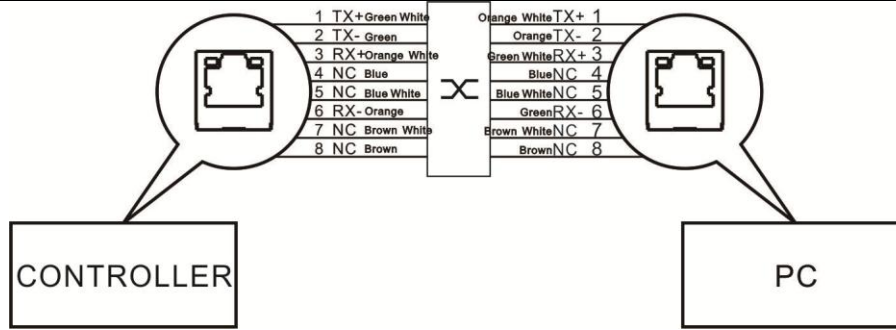 1 TX+ Green White
2 TX- Green
3 RX+ Orange White
4 NC Blue
5 NC Blue White
6 RX- Orange
7 NC Brown White
8 NC Brown
Orange White TX+ 1
Orange TX- 2
Green White RX+ 3
Blue NC 4
Blue White NC 5
Green RX- 6
Brown White NC 7
Brown NC 8
CONTROLLER
PC